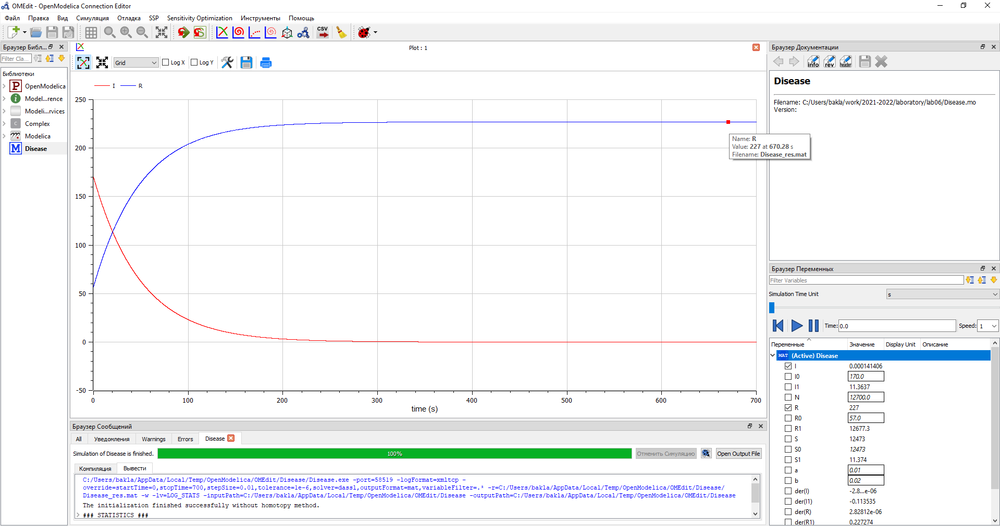 OMEdit - OpenModelica Connection Editor
Файл Правка Вид Симуляция Отладка SSP Sensitivity Optimization Инструменты Помощь
CSV
Браузер Библ...
Filter Cla...
Библиотеки
P OpenModelica
i Model...rence
Modeli...rvices
C Complex
Modelica
M Disease
Plot : 1
Grid Log X Log Y
I R
250
200
150
100
50
0
-50
0 100 200 300 400 500 600 700
time (s)
Name: R
Value: 227 at 670.28 s
Filename: Disease_res.mat
Браузер Документации
info rev header
Disease
Filename: C:/Users/bakla/work/2021-2022/laboratory/lab06/Disease.mo
Version:
Браузер Переменных
Filter Variables
Simulation Time Unit s
Time: 0.0 Speed: 1
Переменные Значение Display Unit Описание
MAT (Active) Disease
I 0.000141406
I0 170.0
I1 11.3637
N 12700.0
R 227
R0 57.0
R1 12677.3
S 12473
S0 12473
S1 11.374
a 0.01
b 0.02
der(I) -2.8...e-06
der(I1) -0.113535
der(R) 2.82812e-06
der(R1) 0.227274
Браузер Сообщений
All Уведомления Warnings Errors Disease
Simulation of Disease is finished. 100% Отменить Симуляцию Open Output File
Компиляция Вывести
C:/Users/bakla/AppData/Local/Temp/OpenModelica/OMEdit/Disease/Disease.exe -port=58519 -logFormat=xmltcp -
override=startTime=0,stopTime=700,stepSize=0.01,tolerance=1e-6,solver=dassl,outputFormat=mat,variableFilter=.* -r=C:/Users/bakla/AppData/Local/Temp/OpenModelica/OMEdit/Disease/
Disease_res.mat -w -lv=LOG_STATS -inputPath=C:/Users/bakla/AppData/Local/Temp/OpenModelica/OMEdit/Disease -outputPath=C:/Users/bakla/AppData/Local/Temp/OpenModelica/OMEdit/Disease
The initialization finished successfully without homotopy method.
### STATISTICS ###